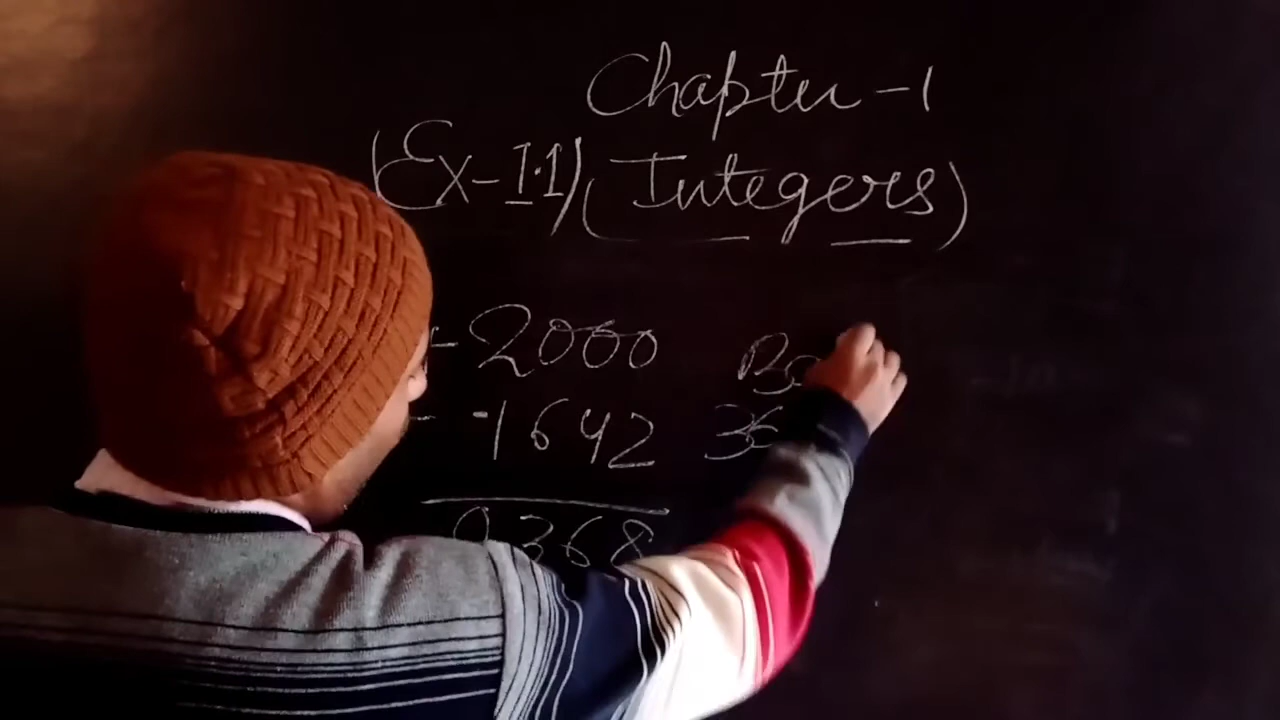 Chapter-1
(Ex-1.1) (Integers)
- 2000
- 1642
0368